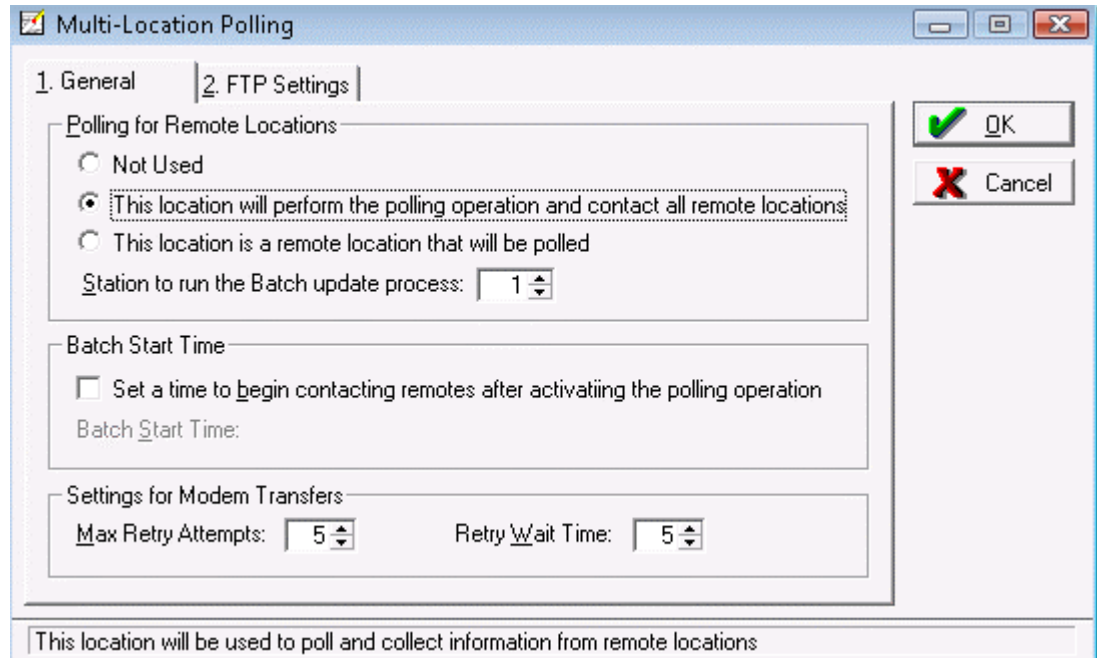 Multi-Location Polling
1. General
2. FTP Settings
Polling for Remote Locations
Not Used
This location will perform the polling operation and contact all remote locations
This location is a remote location that will be polled
Station to run the Batch update process: 1
Batch Start Time
Set a time to begin contacting remotes after activatiing the polling operation
Batch Start Time:
Settings for Modem Transfers
Max Retry Attempts: 5 Retry Wait Time: 5
OK
Cancel
This location will be used to poll and collect information from remote locations